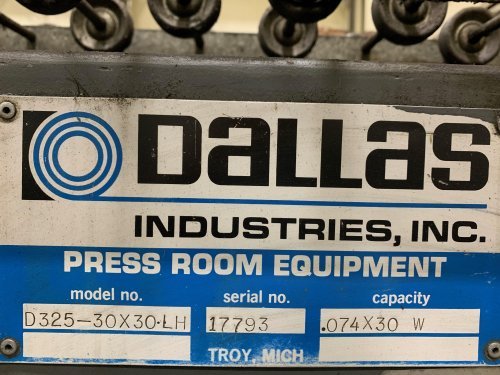 DaLLas
INDUSTRIES, INC.
PRESS ROOM EQUIPMENT
model no. serial no. capacity
D325-30X30-LH 17793 .074X30 W
TROY, MICH